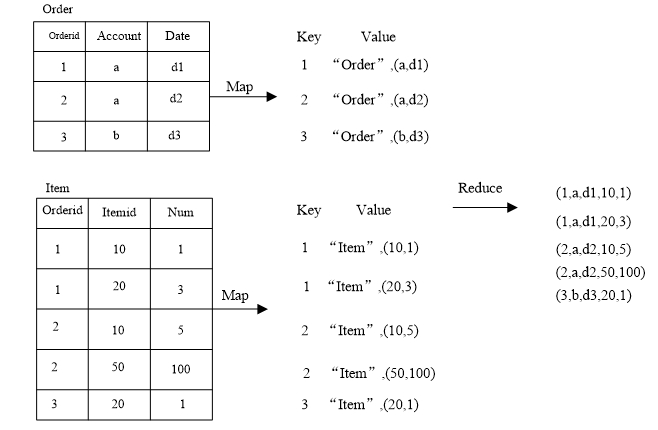 Order
Orderid Account Date
1 a d1
2 a d2
3 b d3
Map
Key Value
1 “Order” ,(a,d1)
2 “Order” ,(a,d2)
3 “Order” ,(b,d3)
Item
Orderid Itemid Num
1 10 1
1 20 3
2 10 5
2 50 100
3 20 1
Map
Key Value
1 “Item” ,(10,1)
1 “Item” ,(20,3)
2 “Item” ,(10,5)
2 “Item” ,(50,100)
3 “Item” ,(20,1)
Reduce
(1,a,d1,10,1)
(1,a,d1,20,3)
(2,a,d2,10,5)
(2,a,d2,50,100)
(3,b,d3,20,1)